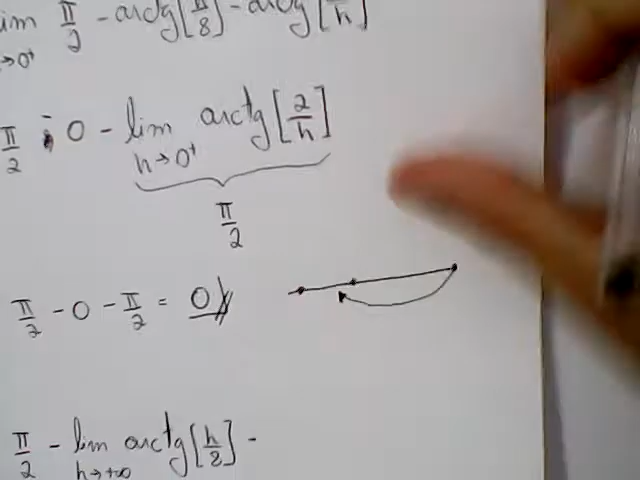 lim π/2 - arctg[h/8] - arctg[2/h]
→0⁺
π/2 - 0 - lim arctg[2/h]
h→0⁺
π/2
π/2 - 0 - π/2 = 0
π/2 - lim arctg[h/8] -
h→+∞